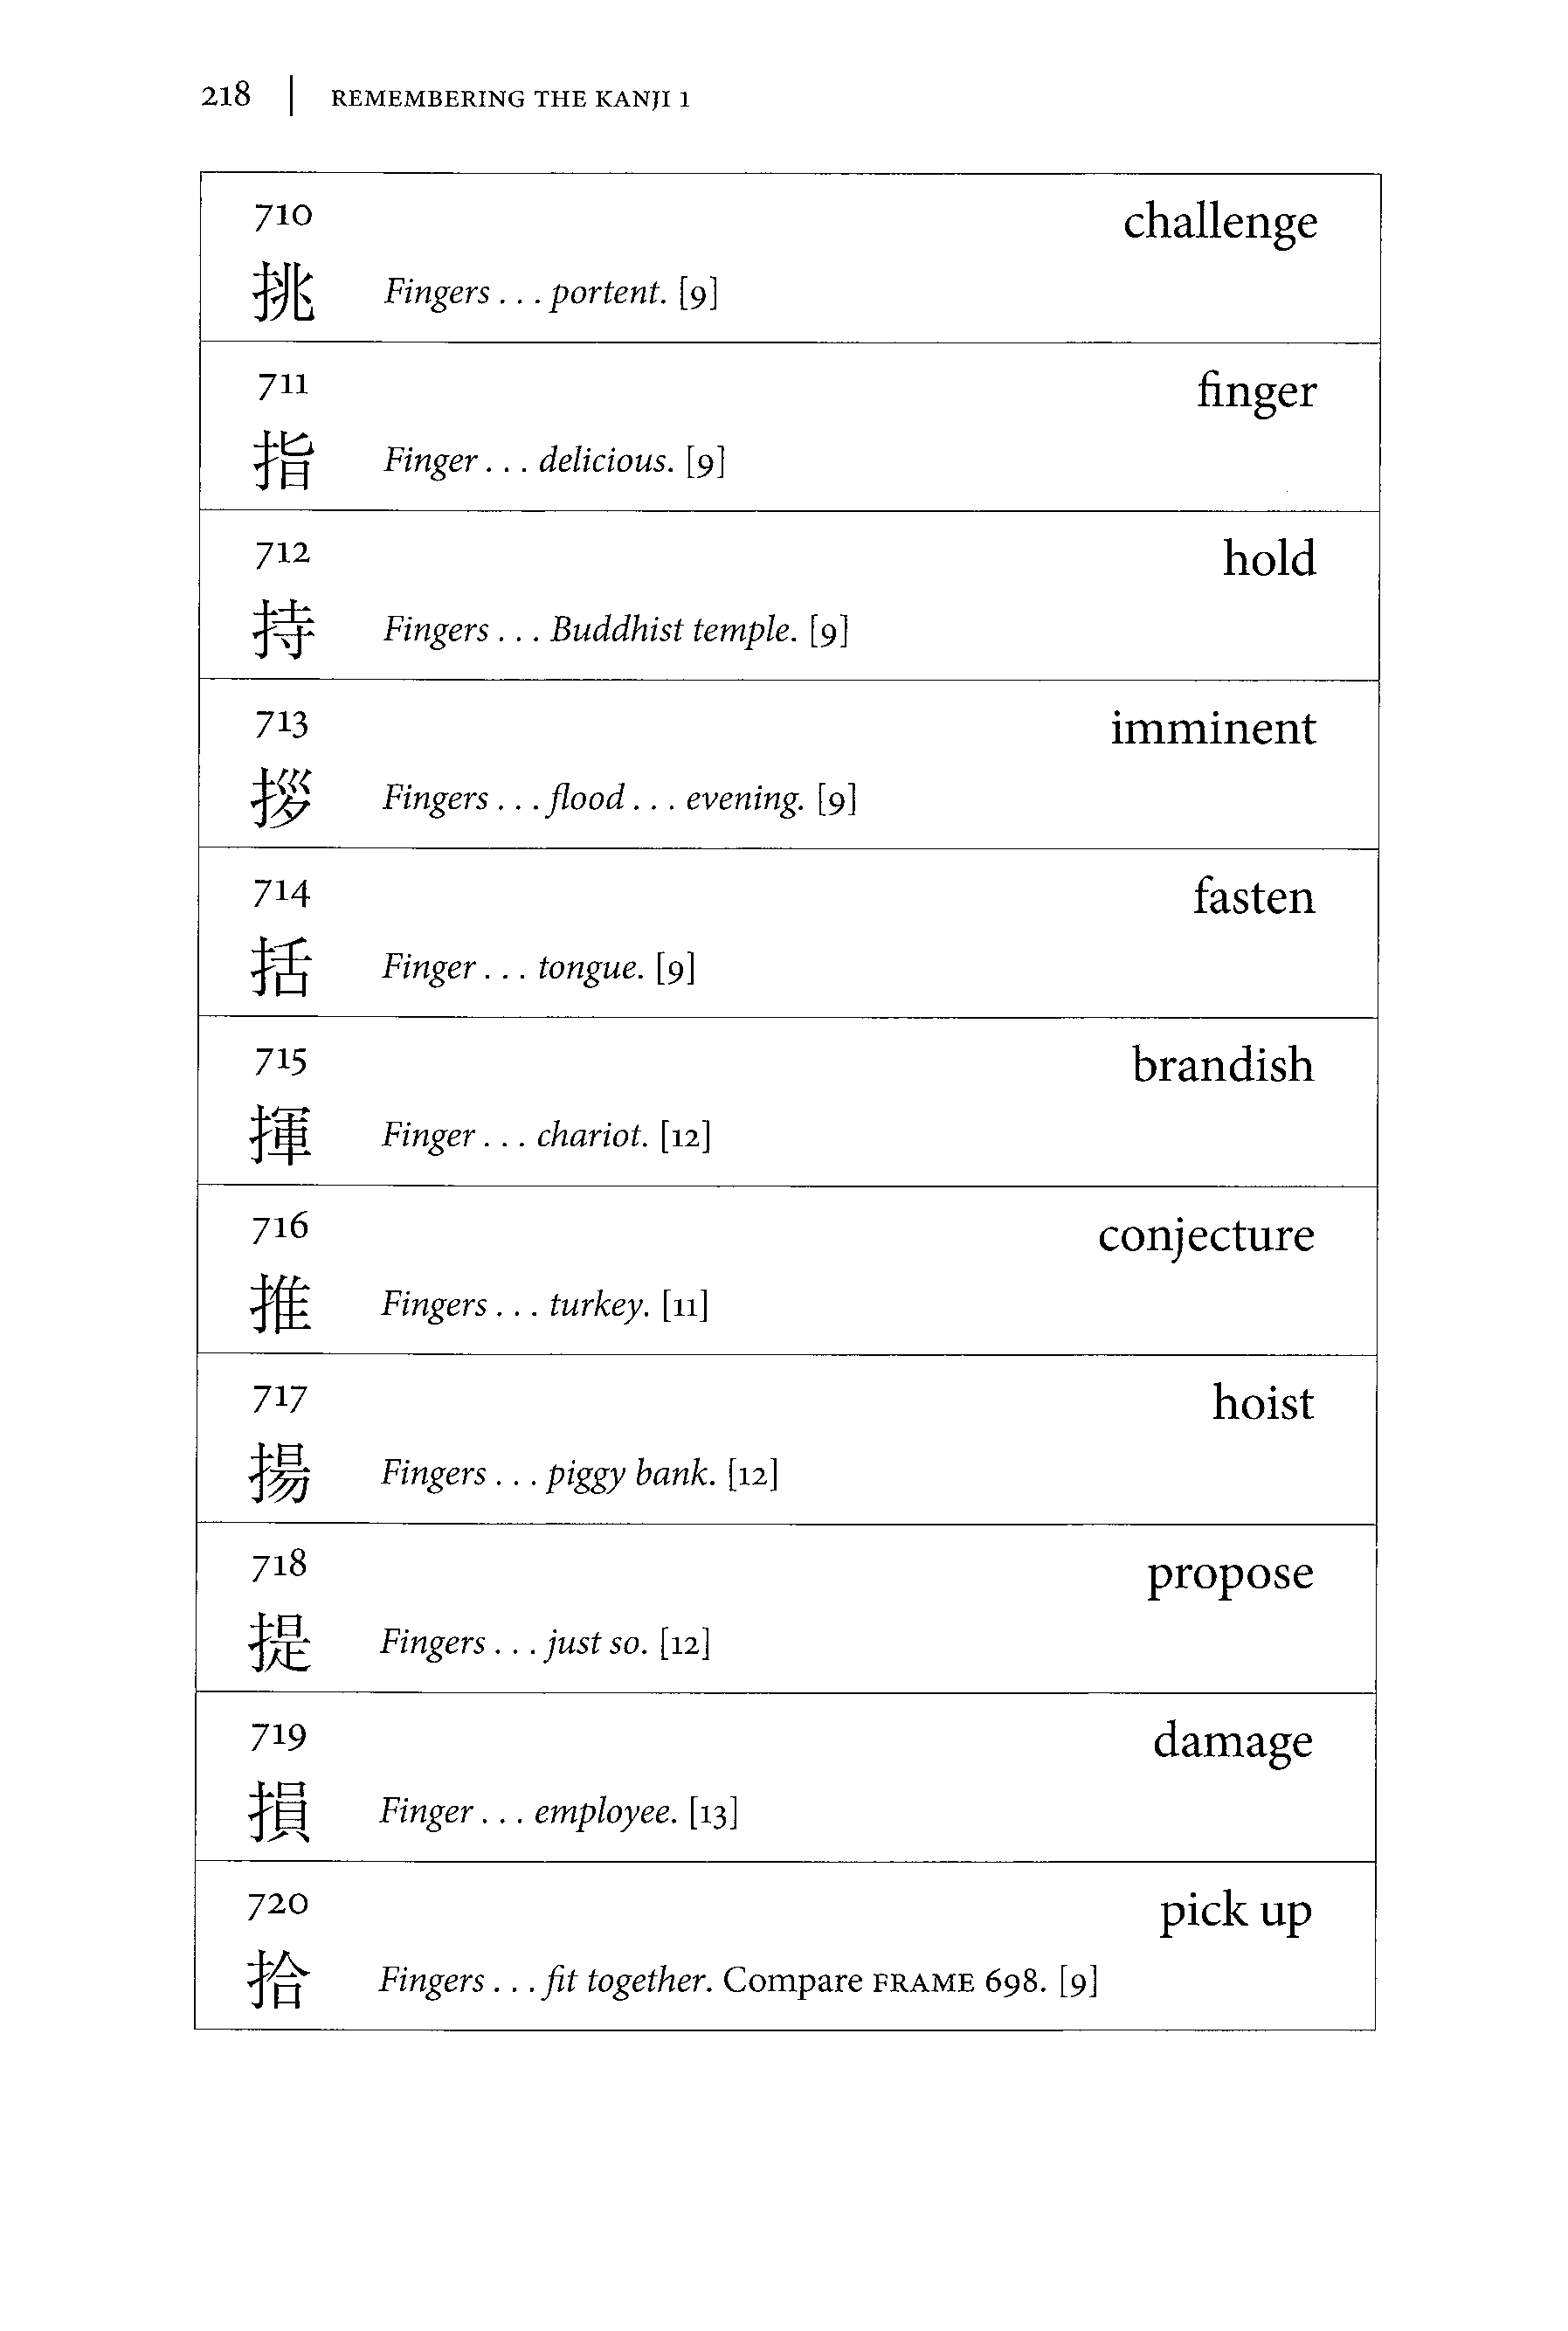 218 | REMEMBERING THE KANJI 1
710 challenge
挑 Fingers . . . portent. [9]
711 finger
指 Finger . . . delicious. [9]
712 hold
持 Fingers . . . Buddhist temple. [9]
713 imminent
拶 Fingers . . . flood . . . evening. [9]
714 fasten
括 Finger . . . tongue. [9]
715 brandish
揮 Finger . . . chariot. [12]
716 conjecture
推 Fingers . . . turkey. [11]
717 hoist
揚 Fingers . . . piggy bank. [12]
718 propose
提 Fingers . . . just so. [12]
719 damage
損 Finger . . . employee. [13]
720 pick up
拾 Fingers . . . fit together. Compare FRAME 698. [9]